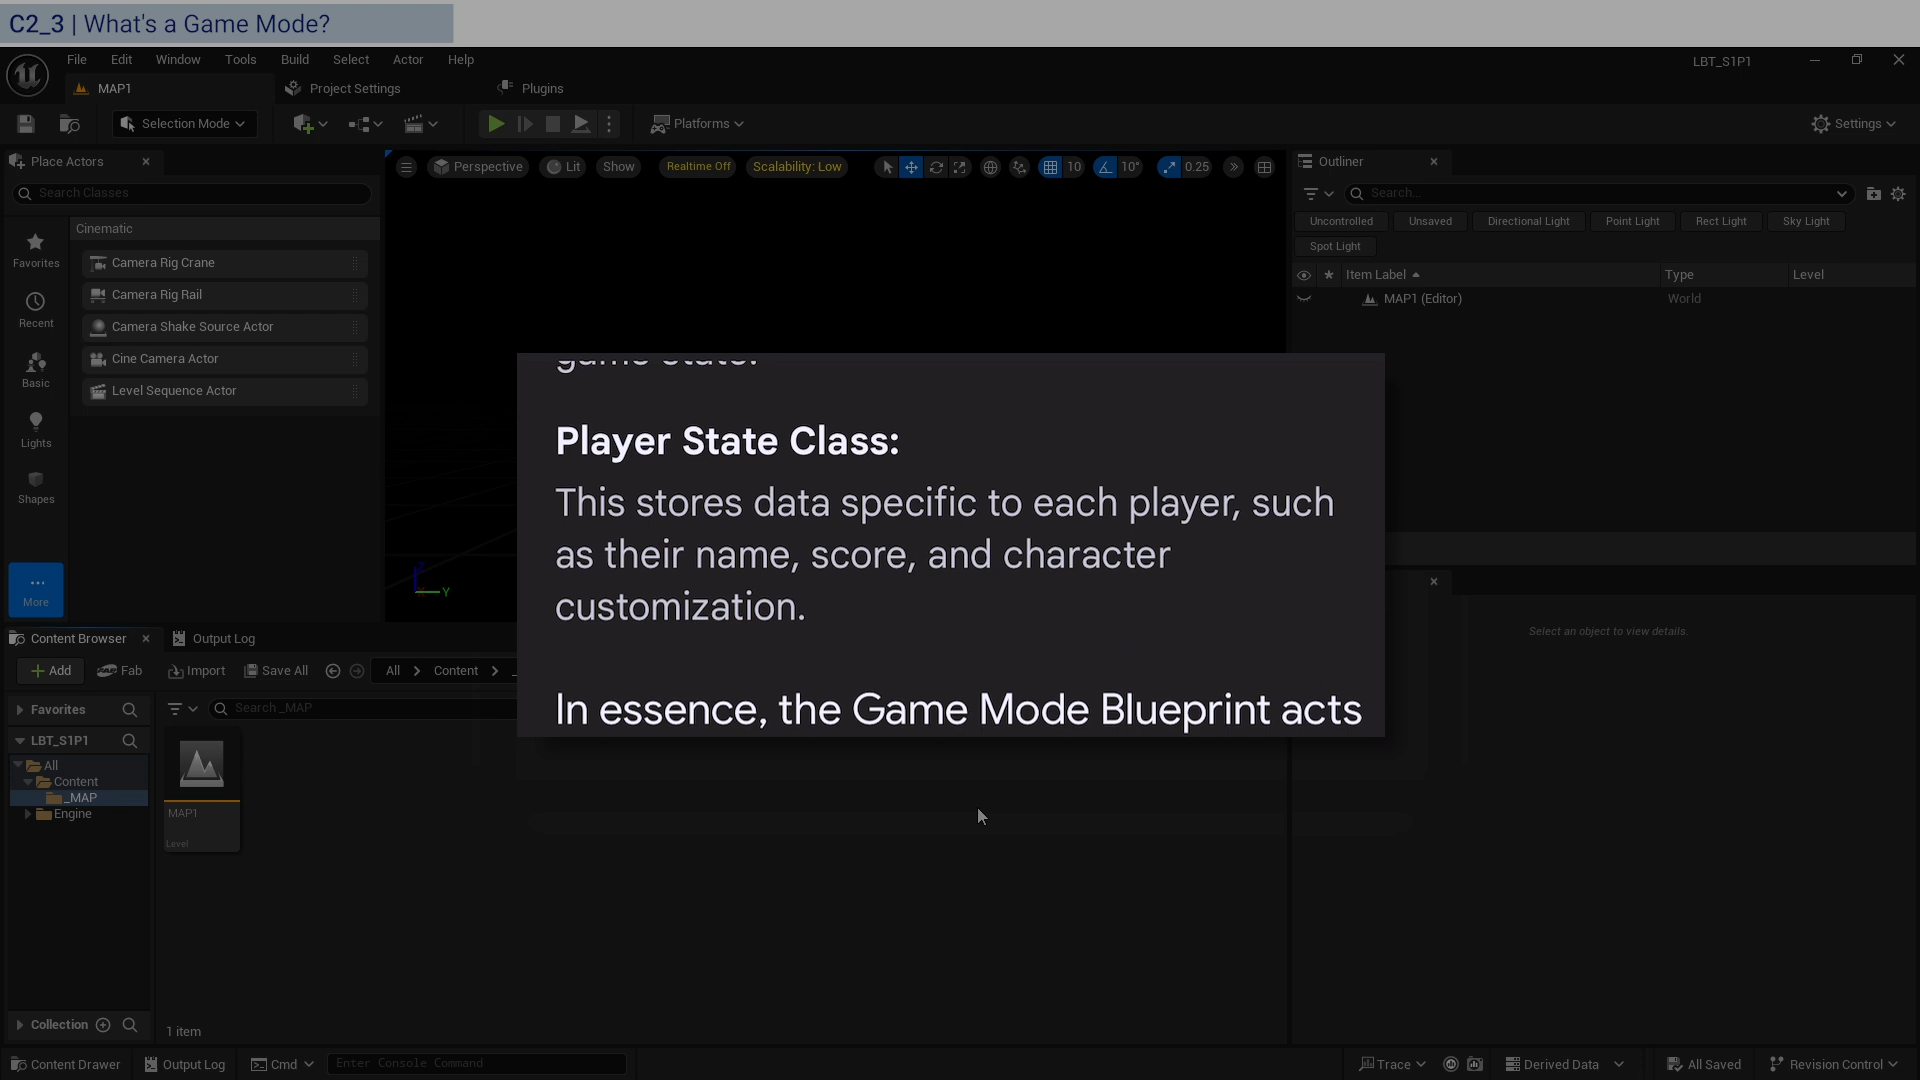 C2_3 | What's a Game Mode?
File Edit Window Tools Build Select Actor Help
LBT_S1P1
MAP1
Project Settings
Plugins
Selection Mode
Platforms
Settings
Place Actors
Search Classes
Perspective
Lit
Show
Realtime Off
Scalability: Low
10
10°
0.25
Outliner
Search...
Uncontrolled
Unsaved
Directional Light
Point Light
Rect Light
Sky Light
Spot Light
Item Label
Type
Level
MAP1 (Editor)
World
Favorites
Recent
Basic
Lights
Shapes
More
Cinematic
Camera Rig Crane
Camera Rig Rail
Camera Shake Source Actor
Cine Camera Actor
Level Sequence Actor
Y
game state.
Player State Class:
This stores data specific to each player, such
as their name, score, and character
customization.
In essence, the Game Mode Blueprint acts
Select an object to view details.
Content Browser
Output Log
Add
Fab
Import
Save All
All
Content
Favorites
Search _MAP
LBT_S1P1
All
Content
_MAP
Engine
MAP1
Level
Collection
1 item
Content Drawer
Output Log
Cmd
Enter Console Command
Trace
Derived Data
All Saved
Revision Control